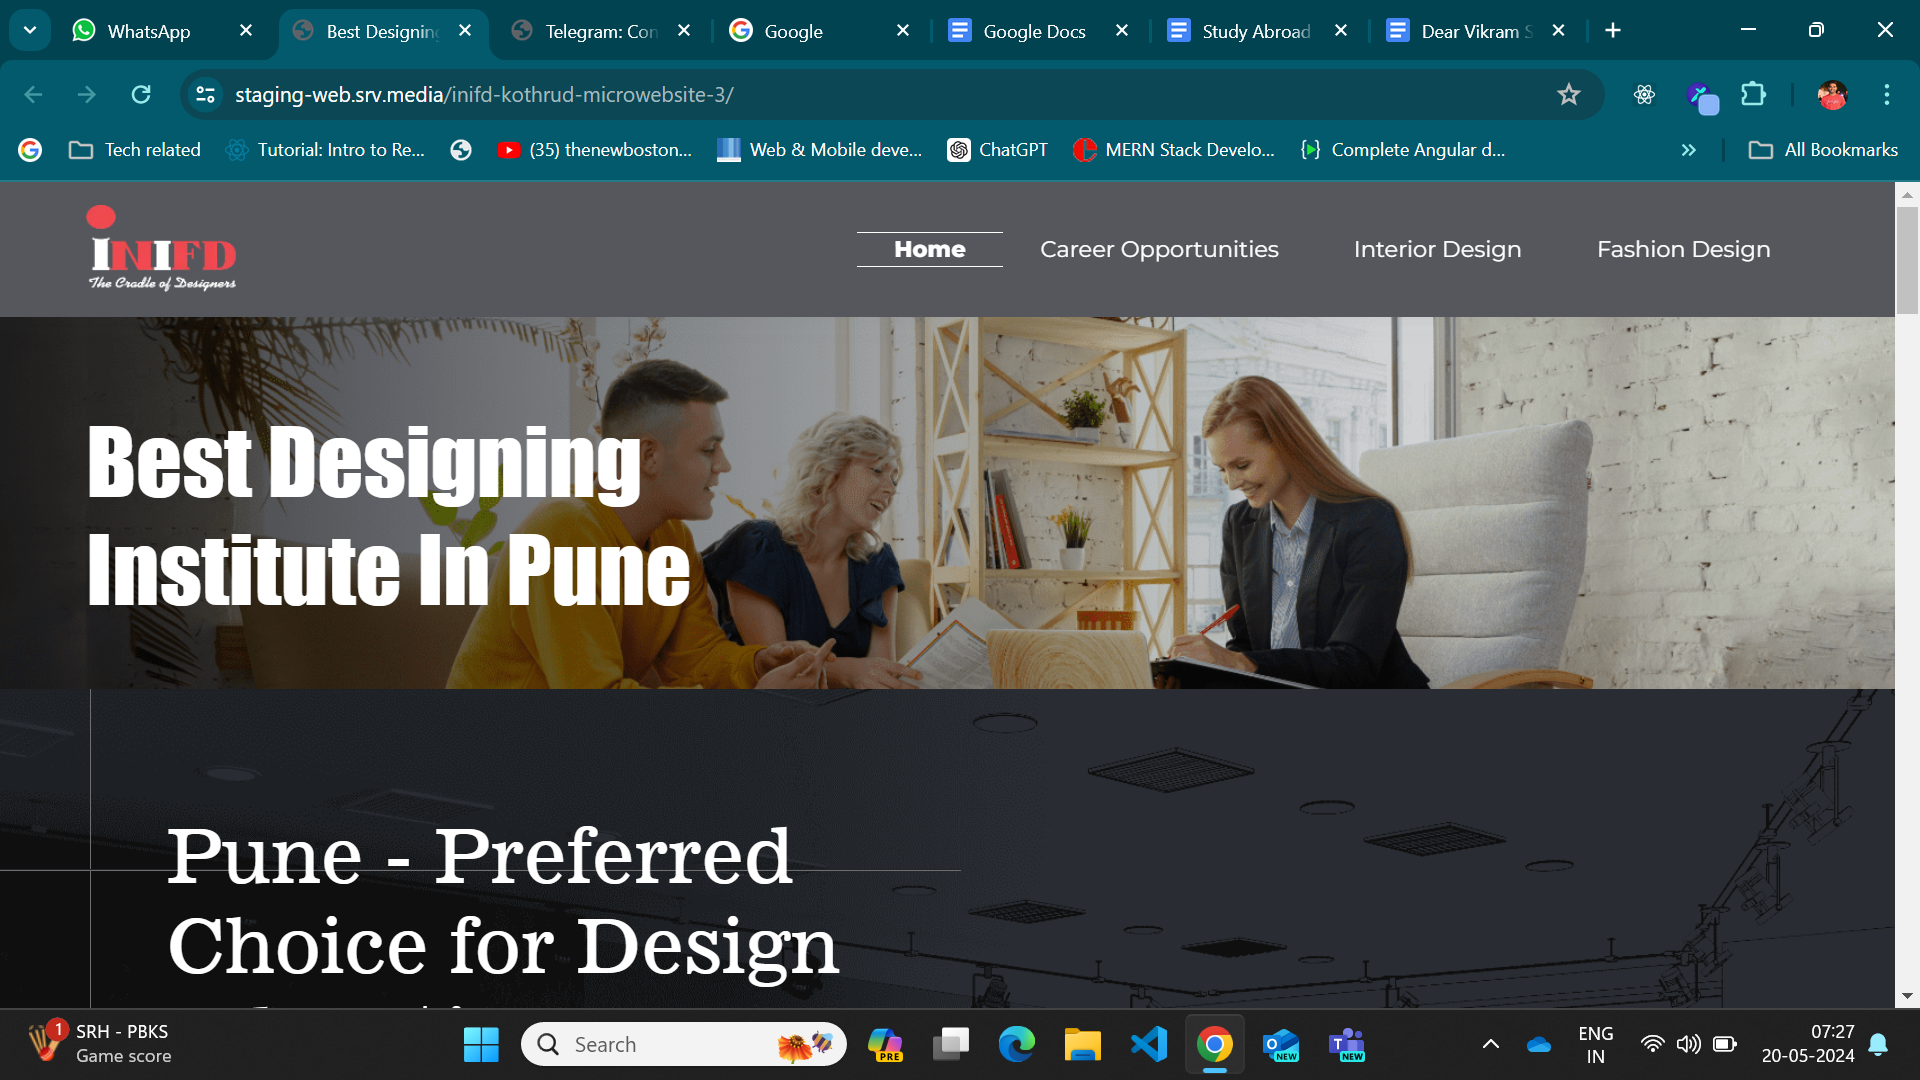 WhatsApp
Best Designing
Telegram: Con
Google
Google Docs
Study Abroad
Dear Vikram S
staging-web.srv.media/inifd-kothrud-microwebsite-3/
Tech related
Tutorial: Intro to Re...
(35) thenewboston...
Web & Mobile deve...
ChatGPT
MERN Stack Develo...
Complete Angular d...
All Bookmarks
INIFD
The Cradle of Designers
Home
Career Opportunities
Interior Design
Fashion Design
Best Designing
Institute In Pune
Pune - Preferred
Choice for Design
1
SRH - PBKS
Game score
Search
PRE
NEW
T
NEW
ENG
IN
07:27
20-05-2024